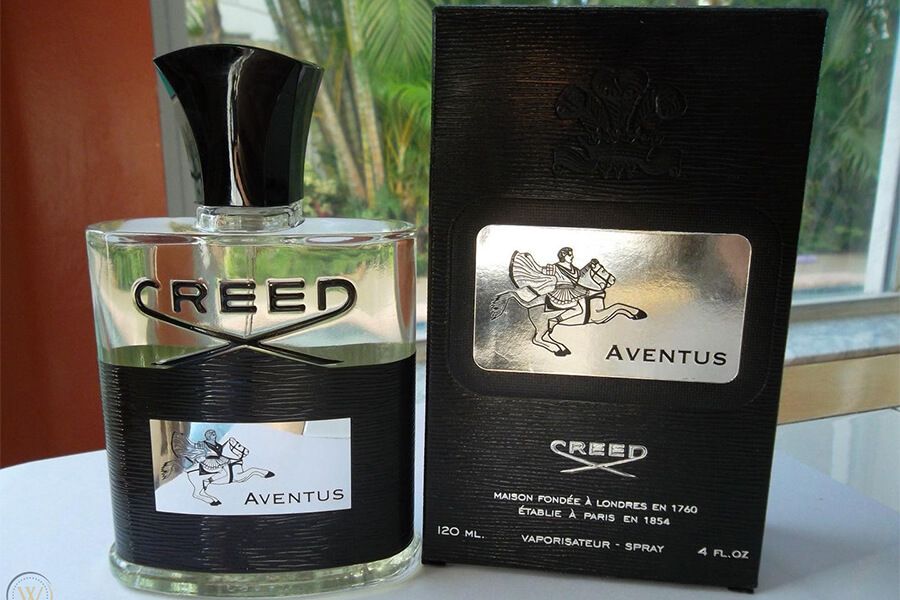 CREED
AVENTUS
AVENTUS
CREED
MAISON FONDÉE À LONDRES EN 1760
ÉTABLIE À PARIS EN 1854
120 ML.
VAPORISATEUR - SPRAY
4 FL.OZ
W